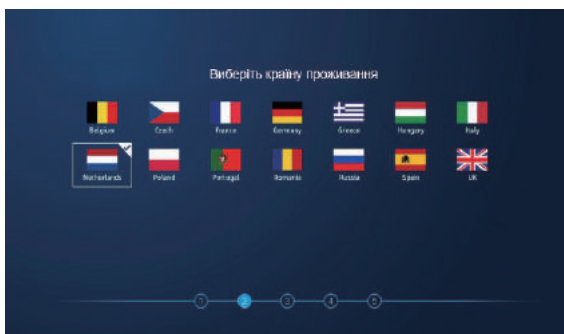 Виберіть країну проживання
Belgium Czech France Germany Greece Hungary Italy
Netherlands Poland Portugal Romania Russia Spain UK
1 2 3 4 5